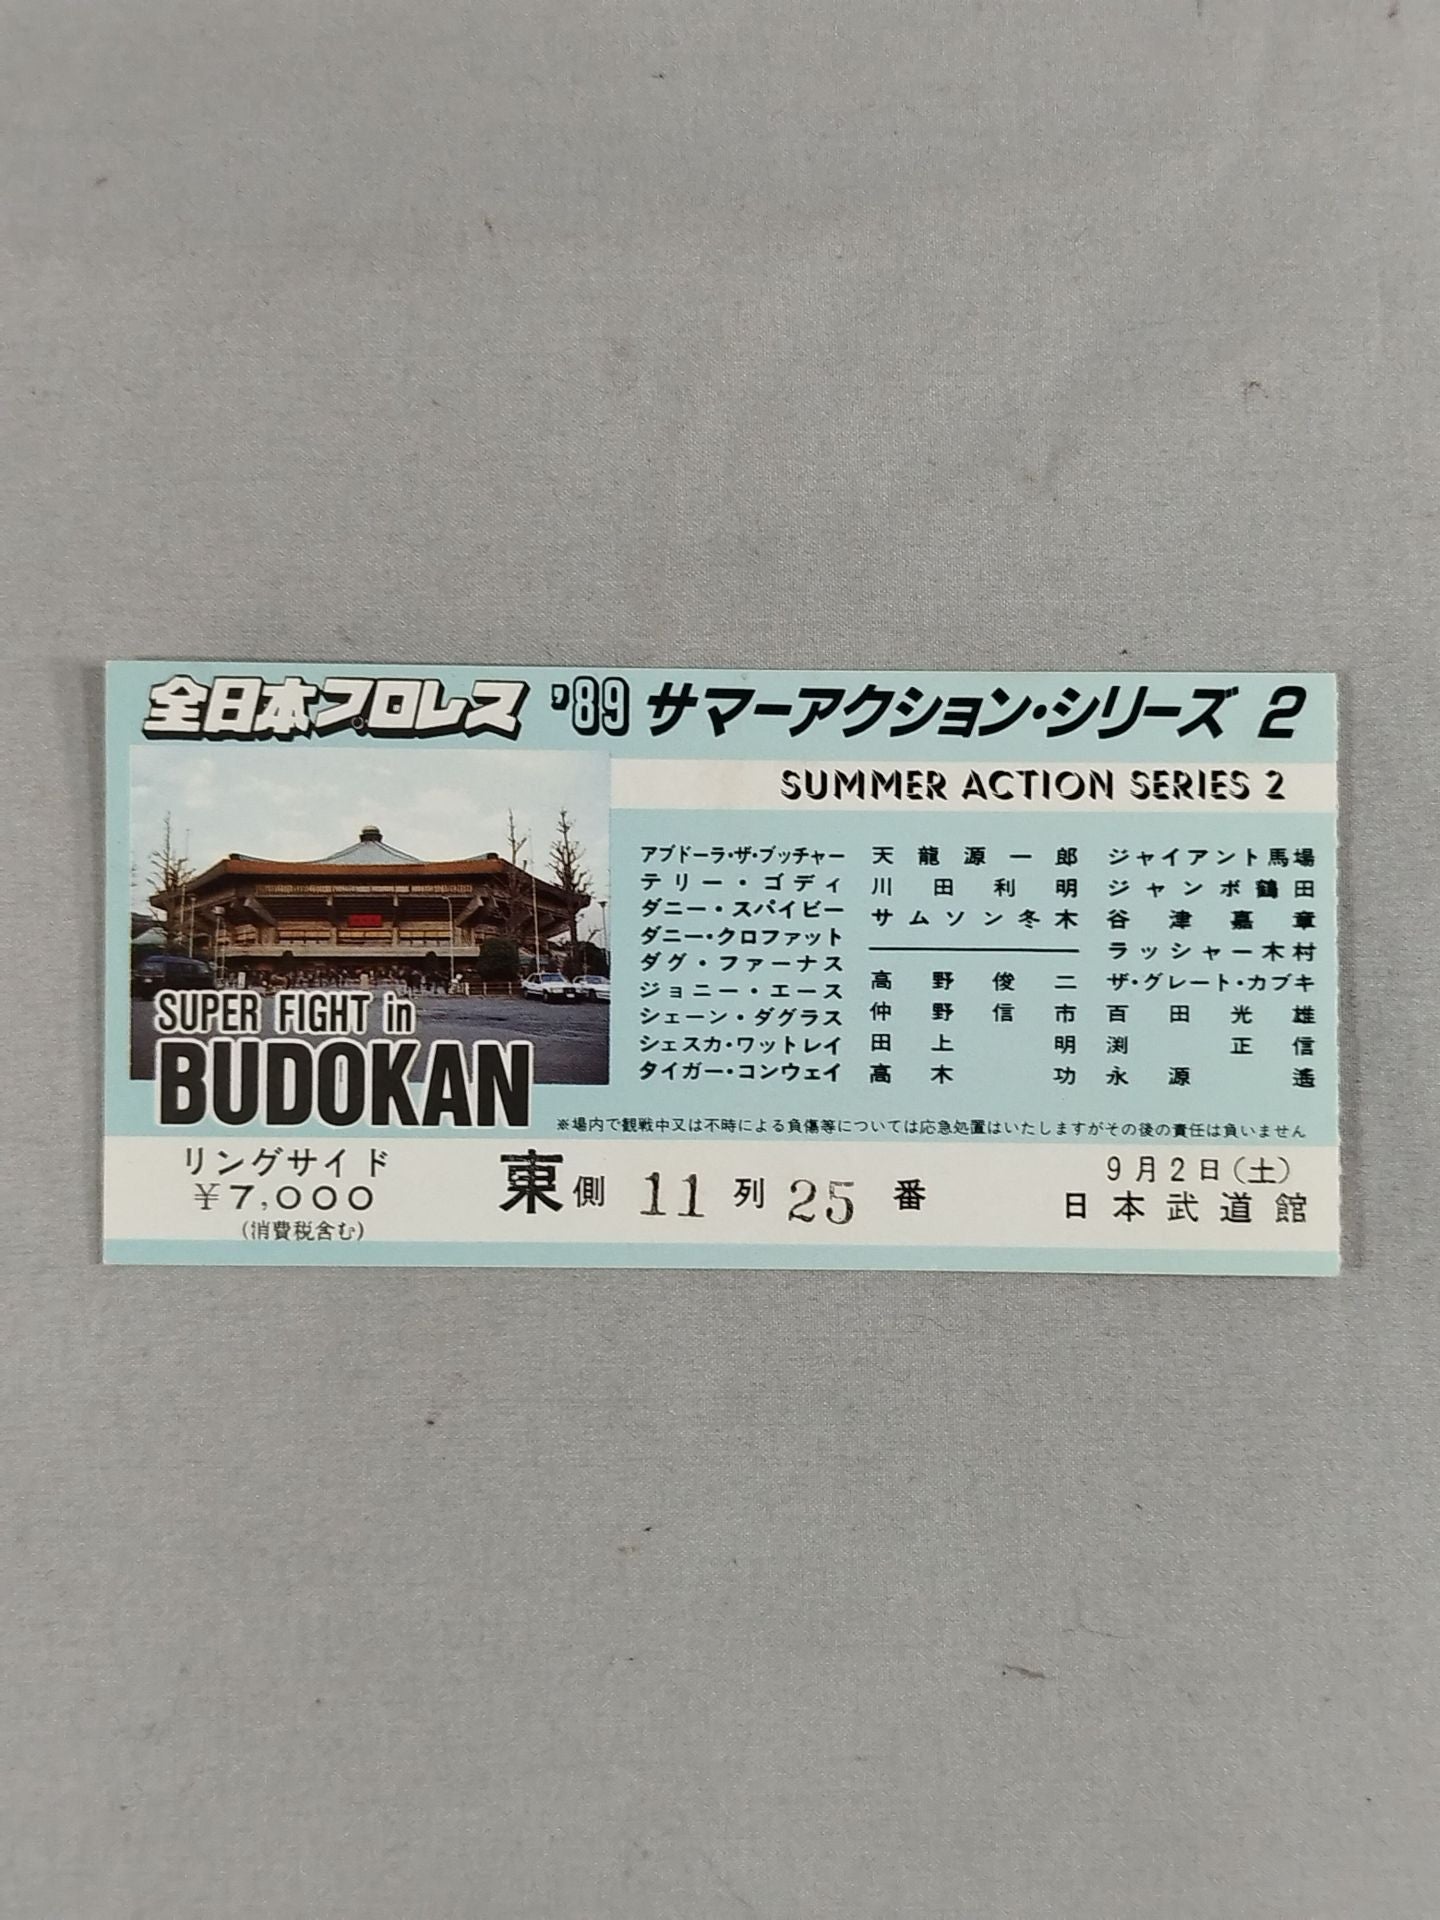 全日本プロレス '89 サマーアクション・シリーズ 2
SUMMER ACTION SERIES 2
アブドーラ・ザ・ブッチャー
テリー・ゴディ
ダニー・スパイビー
ダニー・クロファット
ダグ・ファーナス
ジョニー・エース
シェーン・ダグラス
シェスカ・ワットレイ
タイガー・コンウェイ
天龍源一郎
川田利明
サムソン冬木
高野俊二
仲野信市
田上明
高木功
ジャイアント馬場
ジャンボ鶴田
谷津嘉章
ラッシャー木村
ザ・グレート・カブキ
百田光雄
渕正信
永源遙
SUPER FIGHT in
BUDOKAN
※場内で観戦中又は不時による負傷等については応急処置はいたしますがその後の責任は負いません
リングサイド
¥7,000
(消費税含む)
東側 11 列 25 番
9月2日(土)
日本武道館